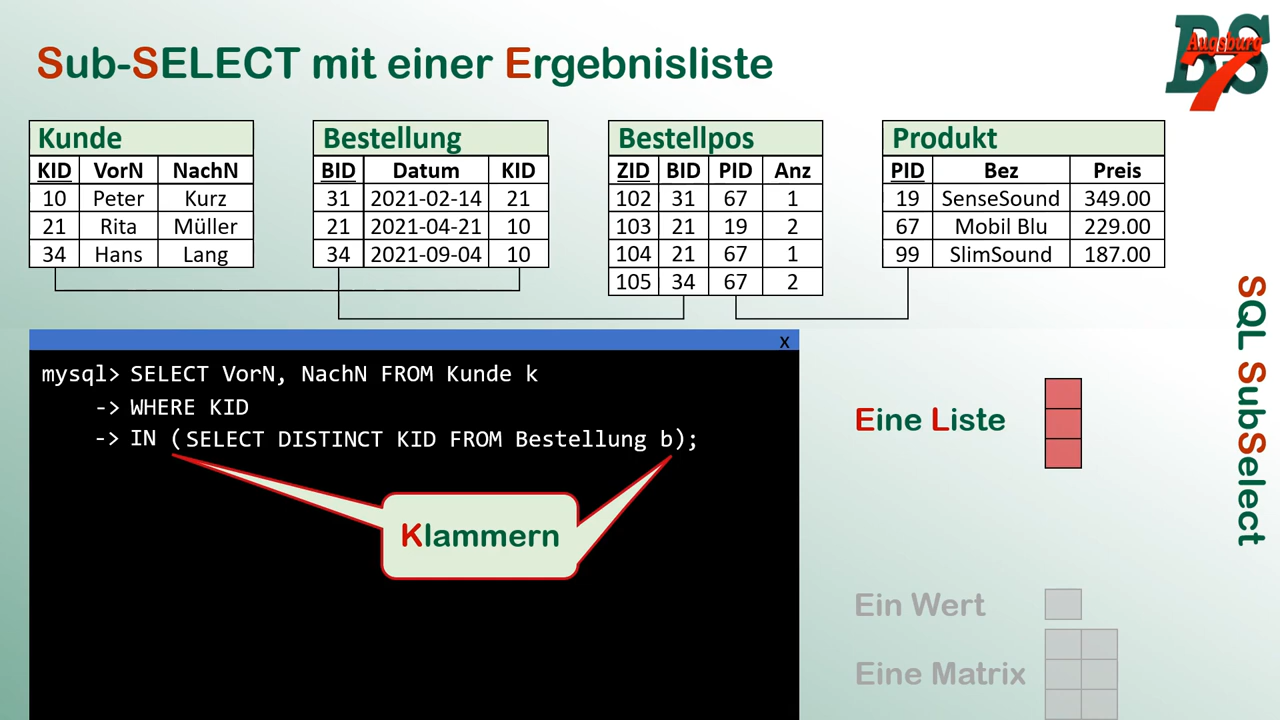 Sub-SELECT mit einer Ergebnisliste
BS
Augsburg
7
Kunde
KID VorN NachN
10 Peter Kurz
21 Rita Müller
34 Hans Lang
Bestellung
BID Datum KID
31 2021-02-14 21
21 2021-04-21 10
34 2021-09-04 10
Bestellpos
ZID BID PID Anz
102 31 67 1
103 21 19 2
104 21 67 1
105 34 67 2
Produkt
PID Bez Preis
19 SenseSound 349.00
67 Mobil Blu 229.00
99 SlimSound 187.00
x
mysql> SELECT VorN, NachN FROM Kunde k
-> WHERE KID
-> IN (SELECT DISTINCT KID FROM Bestellung b);
Klammern
Eine Liste
Ein Wert
Eine Matrix
SQL SubSelect